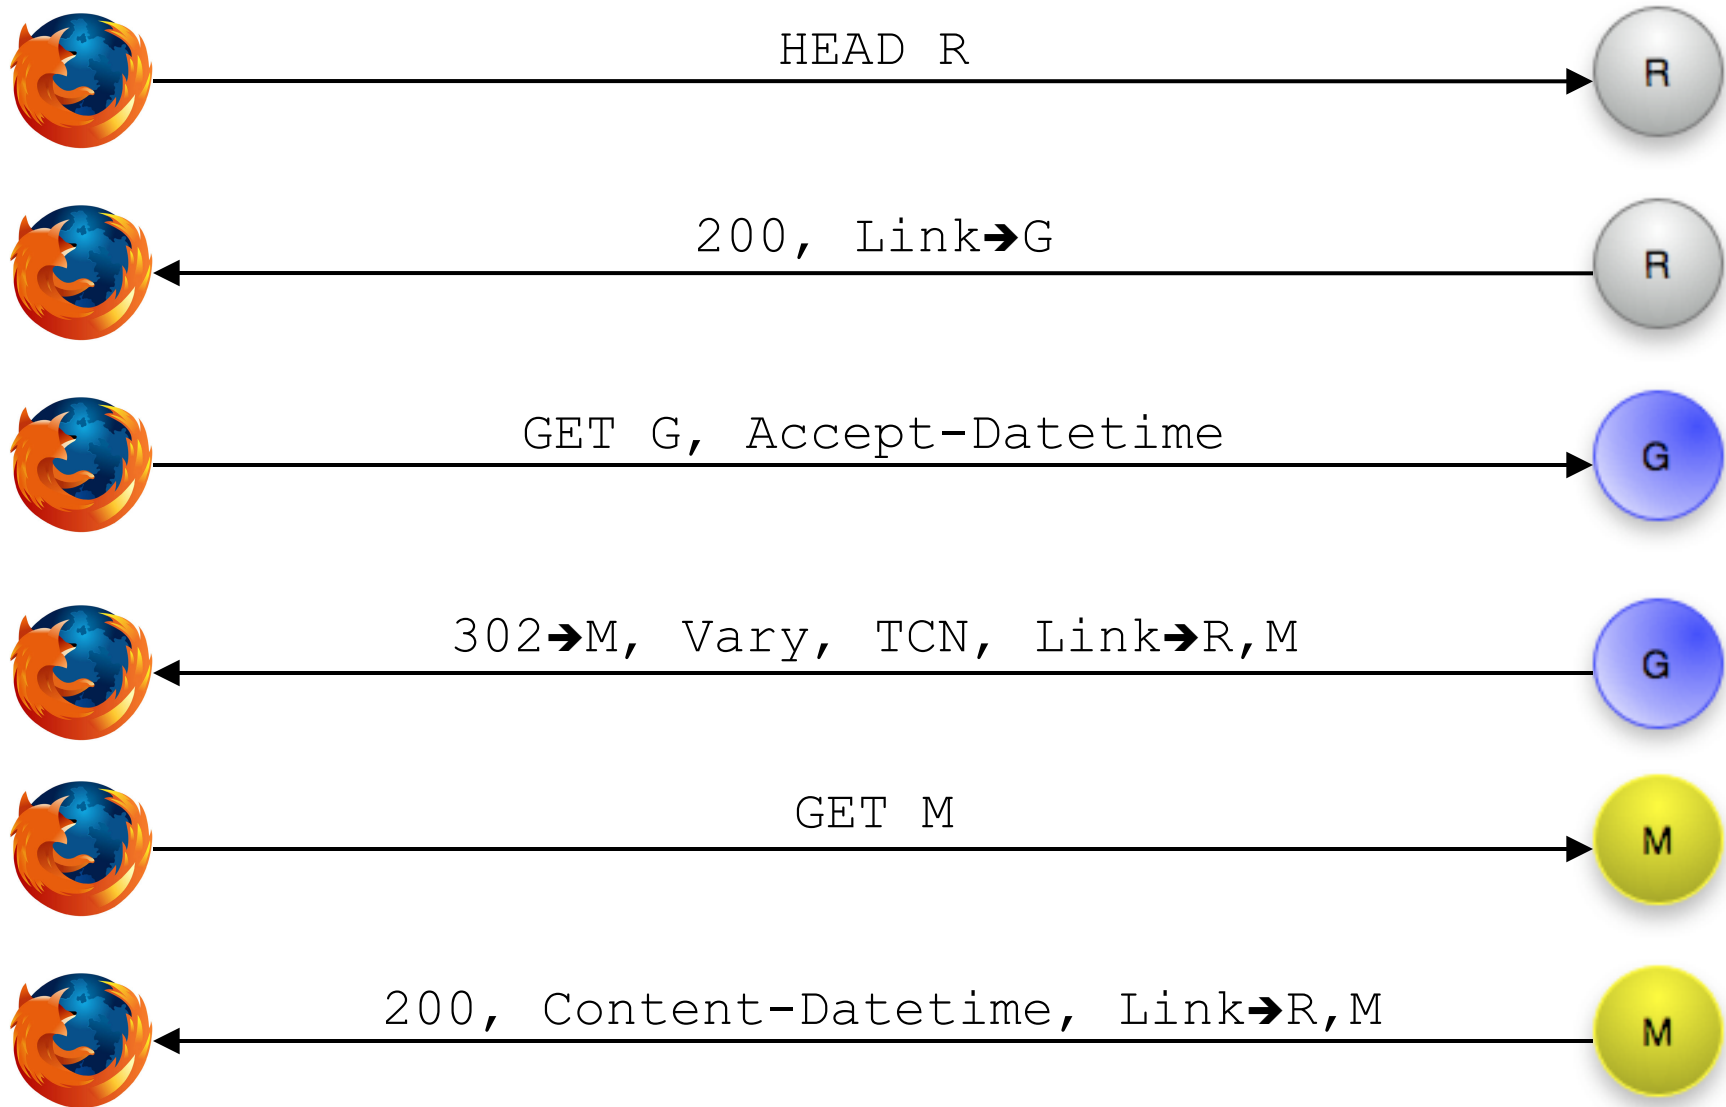 HEAD R
R
200, Link➔G
R
GET G, Accept-Datetime
G
302➔M, Vary, TCN, Link➔R,M
G
GET M
M
200, Content-Datetime, Link➔R,M
M